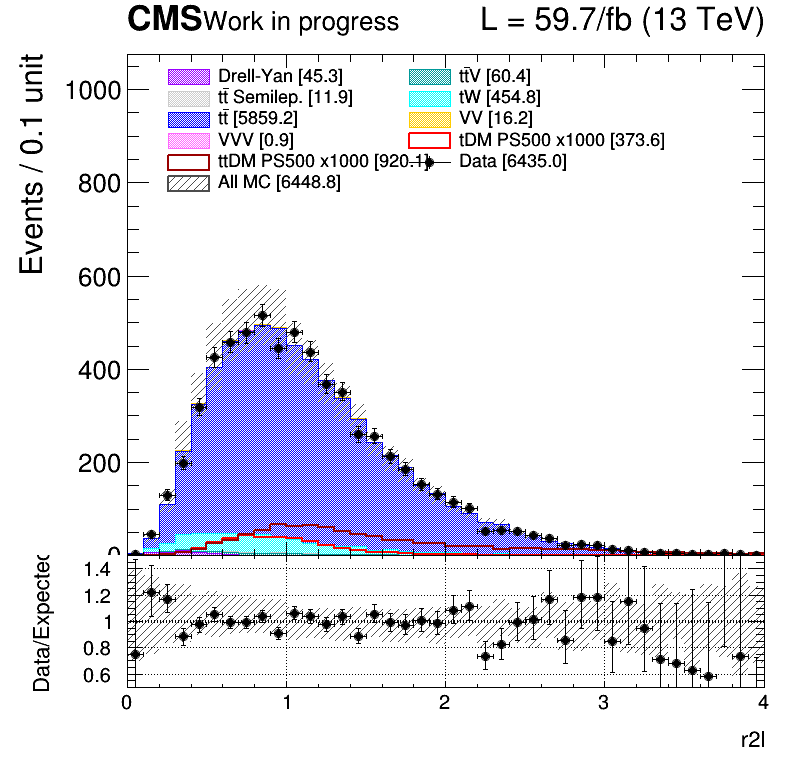 CMS Work in progress L = 59.7/fb (13 TeV)
Events / 0.1 unit
1000
800
600
400
200
0
Drell-Yan [45.3]
tt̄V [60.4]
tt̄ Semilep. [11.9]
tW [454.8]
tt̄ [5859.2]
VV [16.2]
VVV [0.9]
tDM PS500 x1000 [373.6]
ttDM PS500 x1000 [920.1]
Data [6435.0]
All MC [6448.8]
Data/Expected
1.4
1.2
1
0.8
0.6
0 1 2 3 4
r2l